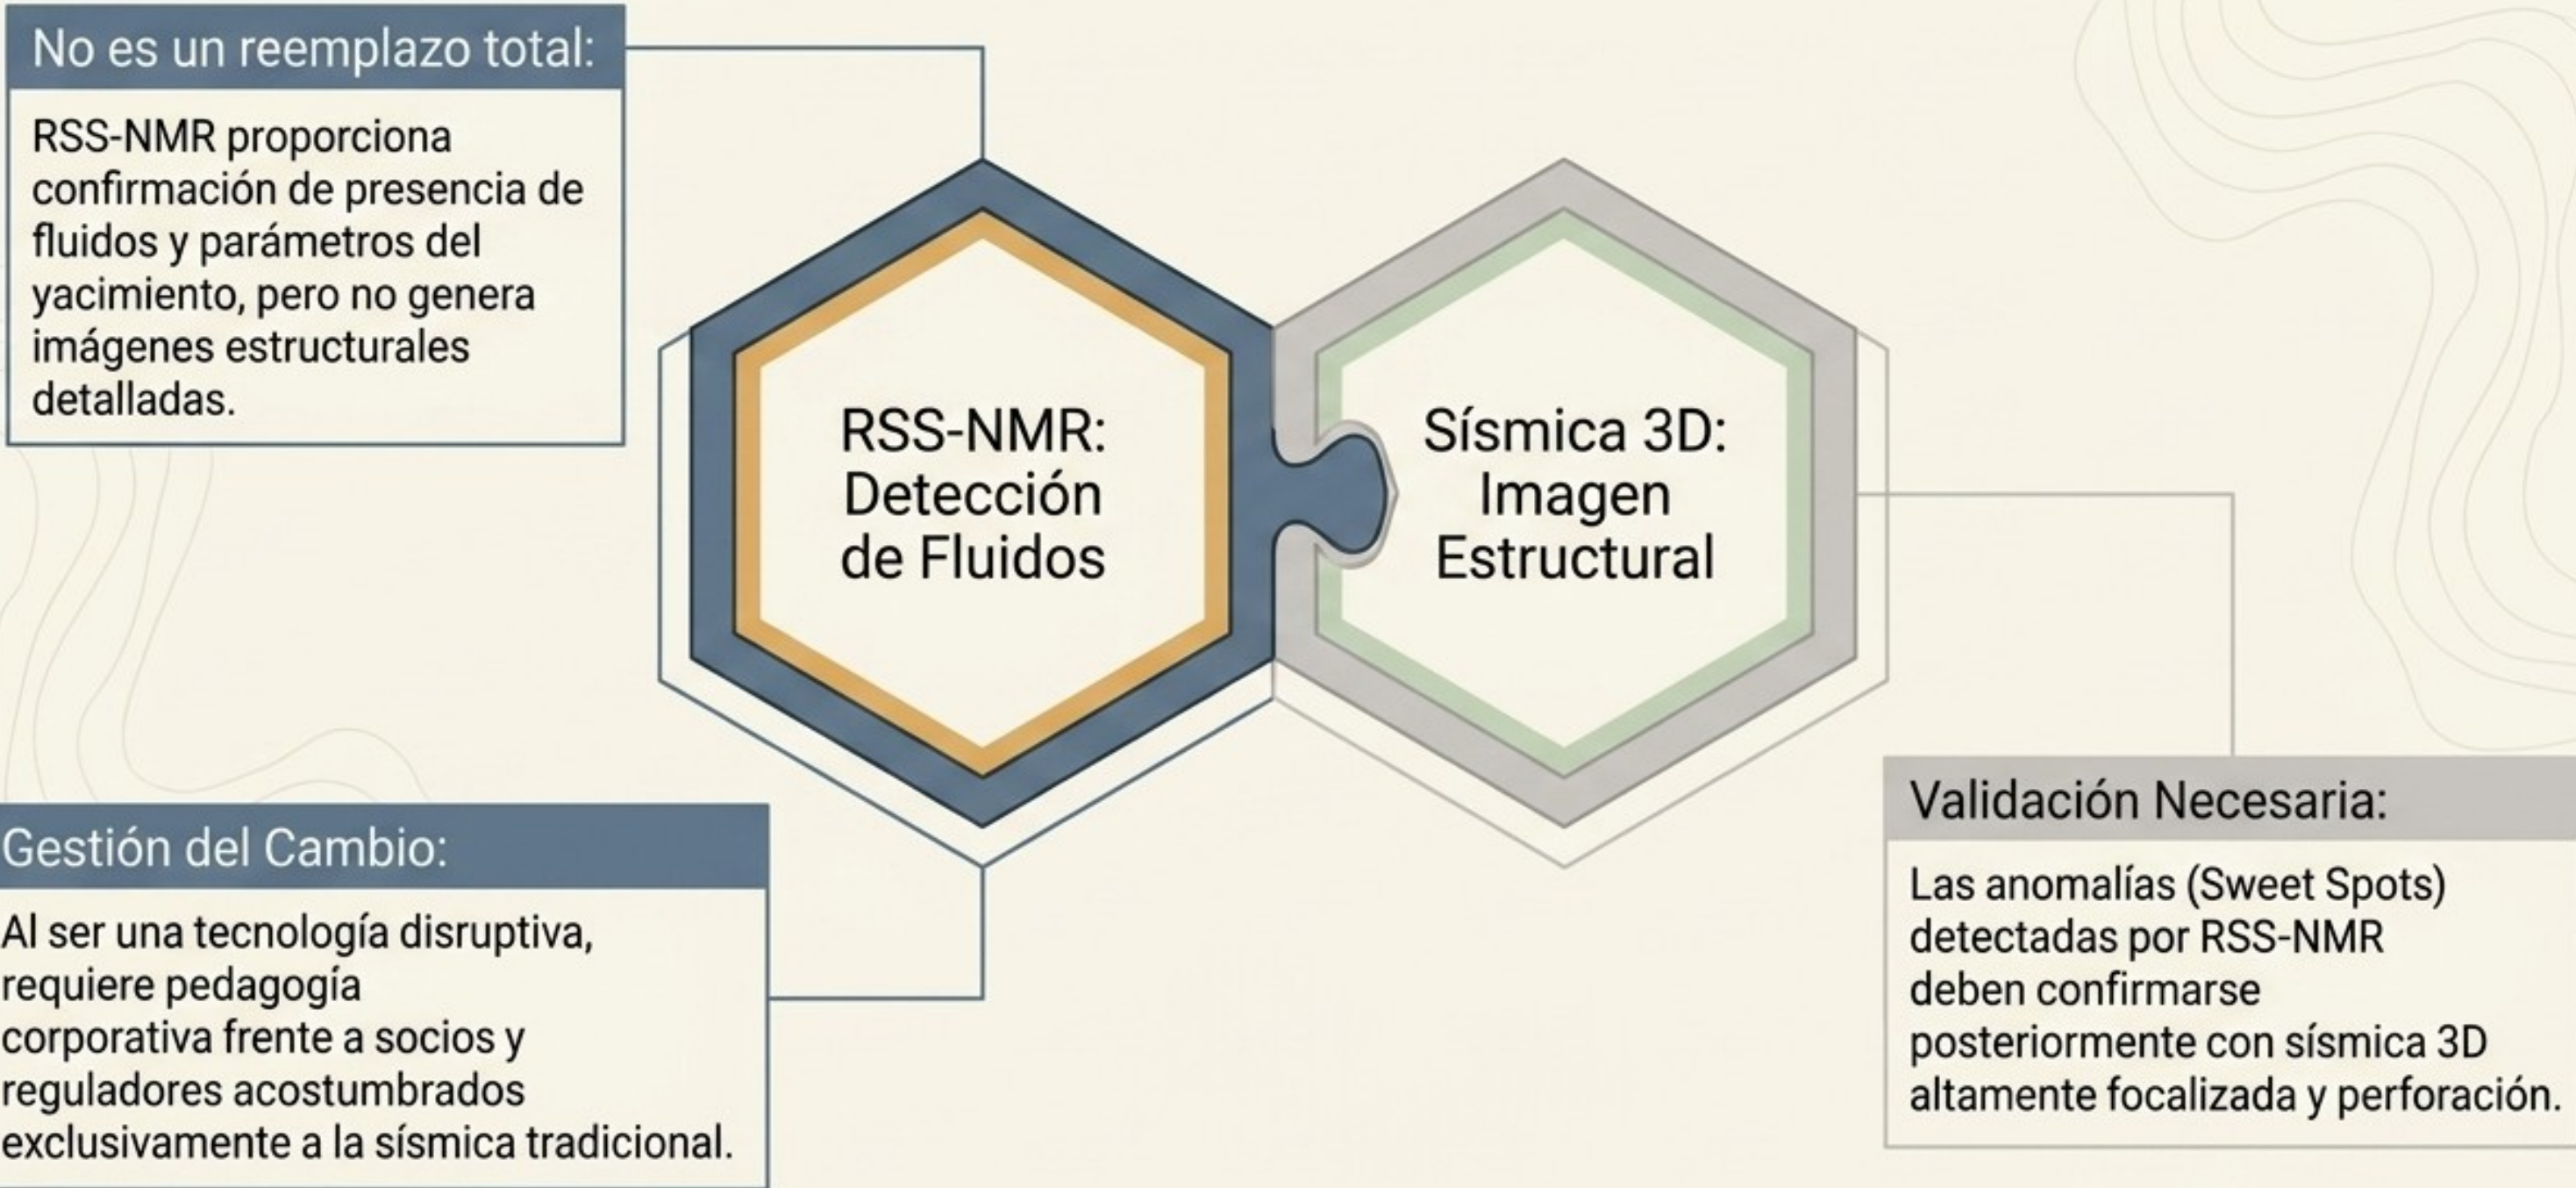 No es un reemplazo total:
RSS-NMR proporciona
confirmación de presencia de
fluidos y parámetros del
yacimiento, pero no genera
imágenes estructurales
detalladas.
RSS-NMR:
Detección
de Fluidos
Sísmica 3D:
Imagen
Estructural
Gestión del Cambio:
Al ser una tecnología disruptiva,
requiere pedagogía
corporativa frente a socios y
reguladores acostumbrados
exclusivamente a la sísmica tradicional.
Validación Necesaria:
Las anomalías (Sweet Spots)
detectadas por RSS-NMR
deben confirmarse
posteriormente con sísmica 3D
altamente focalizada y perforación.